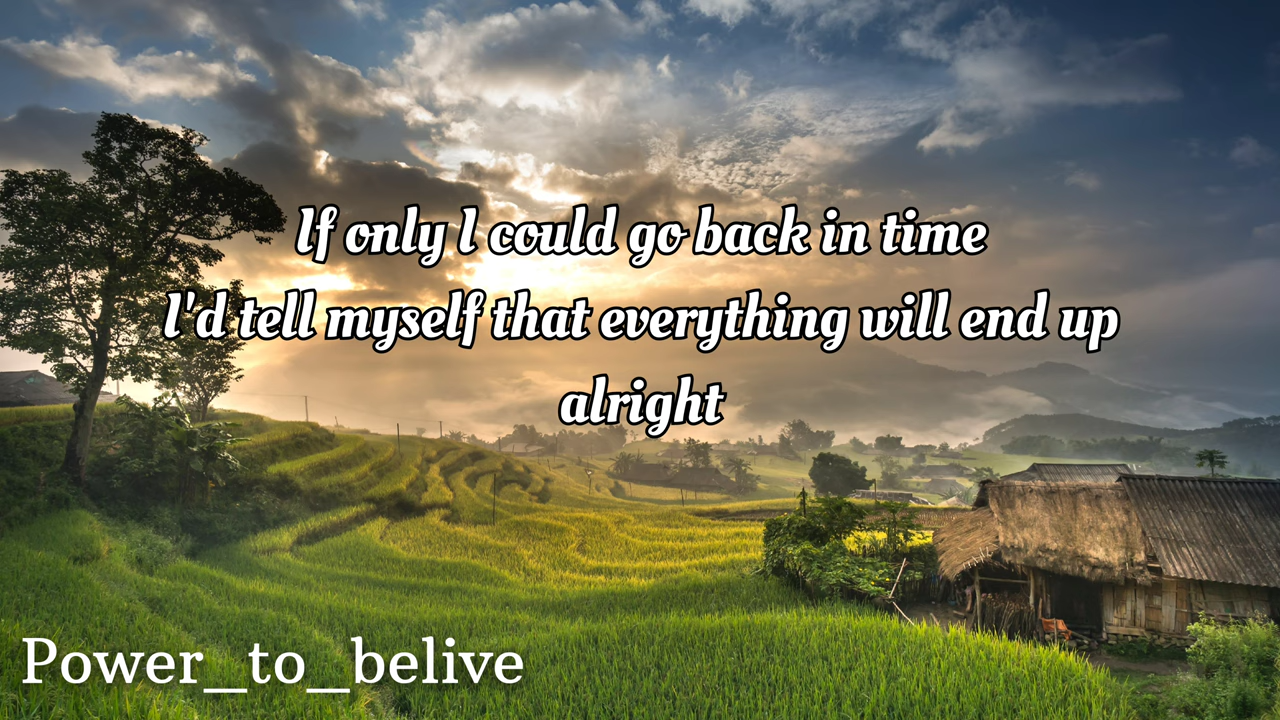 If only I could go back in time
I'd tell myself that everything will end up
alright
Power_to_belive